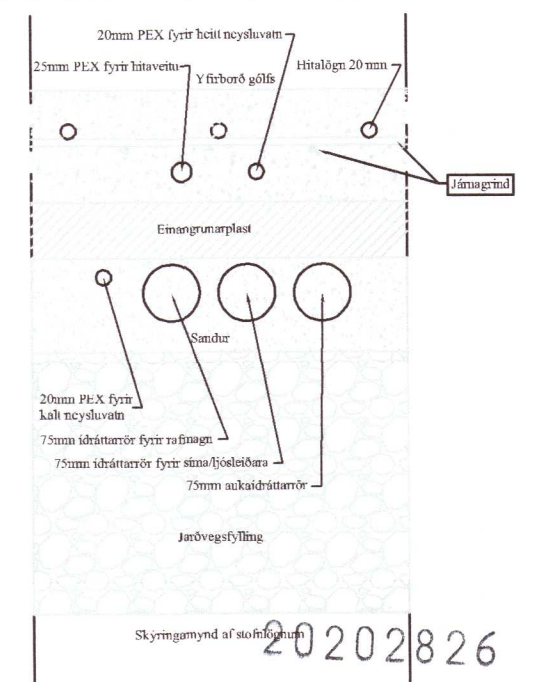 20mm PEX fyrir heitt neysluvatn
25mm PEX fyrir hitaveitu
Yfirborð gólfs
Hitalögn 20 mm
Járnagrind
Einangrunarplast
Sandur
20mm PEX fyrir
kalt neysluvatn
75mm ídráttarrör fyrir rafmagn
75mm ídráttarrör fyrir síma/ljósleiðara
75mm aukaídráttarrör
Jarðvegsfylling
Skýringamynd af stofnlögnum
20202826